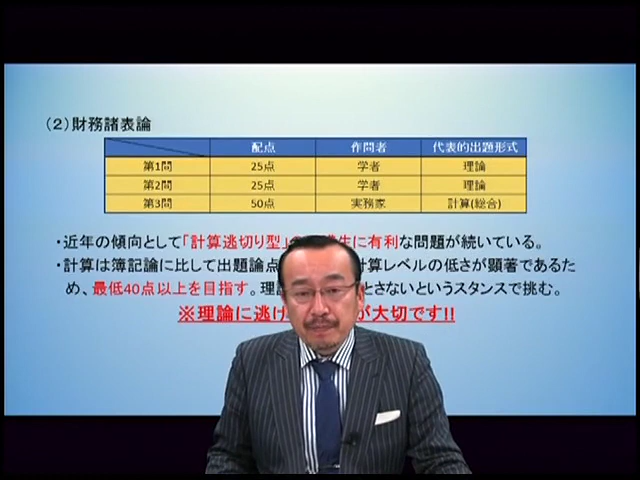 （２）財務諸表論
配点 作問者 代表的出題形式
第1問 25点 学者 理論
第2問 25点 学者 理論
第3問 50点 実務家 計算(総合)
・近年の傾向として「計算逃切り型」の 生に有利な問題が続いている。
・計算は簿記論に比して出題論点 計算レベルの低さが顕著であるた
め、最低40点以上を目指す。理 とさないというスタンスで挑む。
※理論に逃げ が大切です!!